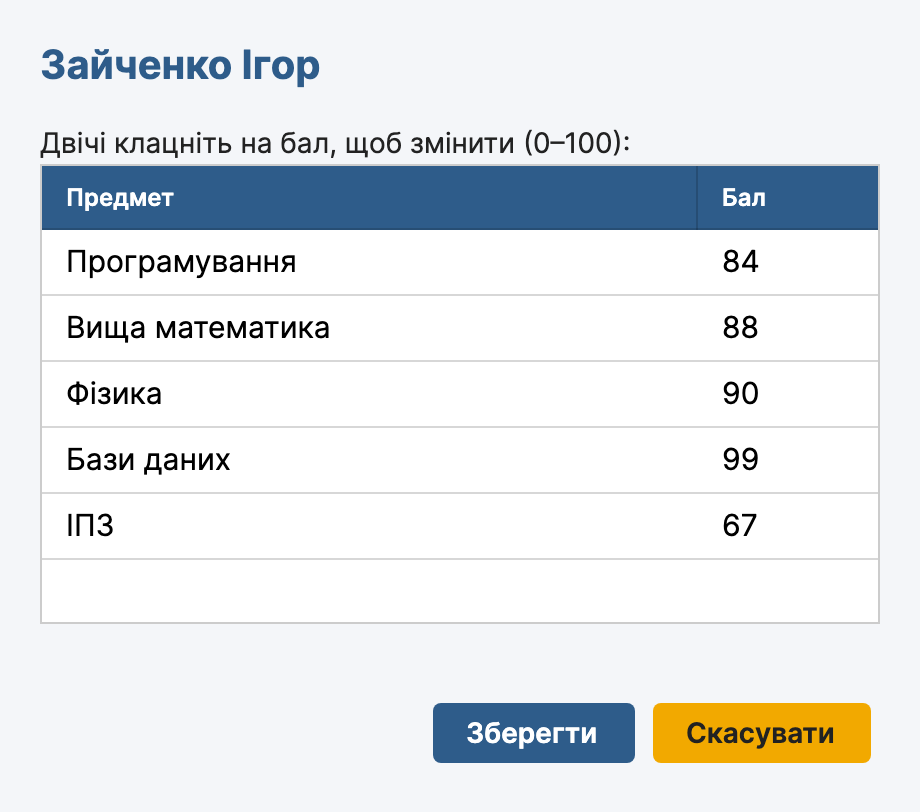 Зайченко Ігор
Двічі клацніть на бал, щоб змінити (0–100):
Предмет Бал
Програмування 84
Вища математика 88
Фізика 90
Бази даних 99
ІПЗ 67
Зберегти Скасувати